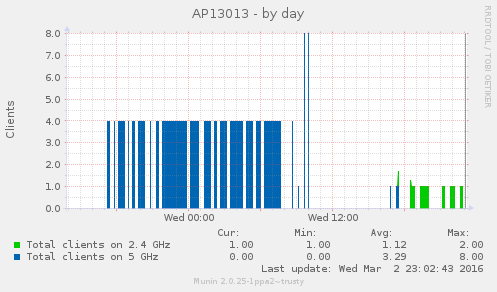 AP13013 - by day
RRDTOOL / TOBI OETIKER
Clients
8.0
7.0
6.0
5.0
4.0
3.0
2.0
1.0
0.0
Wed 00:00 Wed 12:00
Cur: Min: Avg: Max:
Total clients on 2.4 GHz 1.00 1.00 1.12 2.00
Total clients on 5 GHz 0.00 0.00 3.29 8.00
Last update: Wed Mar 2 23:02:43 2016
Munin 2.0.25-1ppa2~trusty